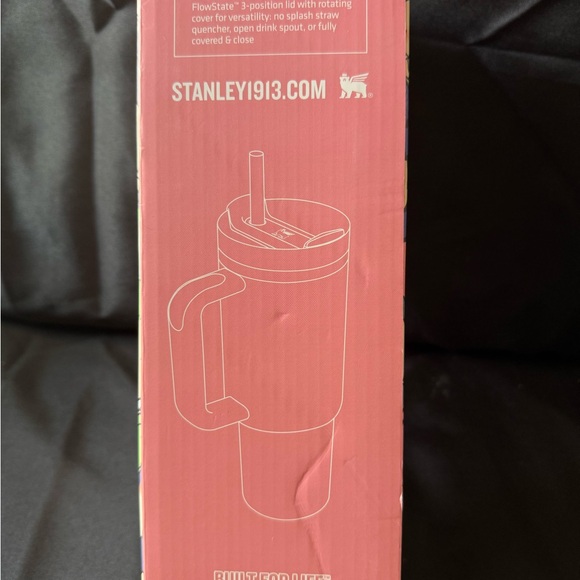 FlowState™ 3-position lid with rotating
cover for versatility: no splash straw
quencher, open drink spout, or fully
covered & close
STANLEY1913.COM ®
BUILT FOR LIFE™